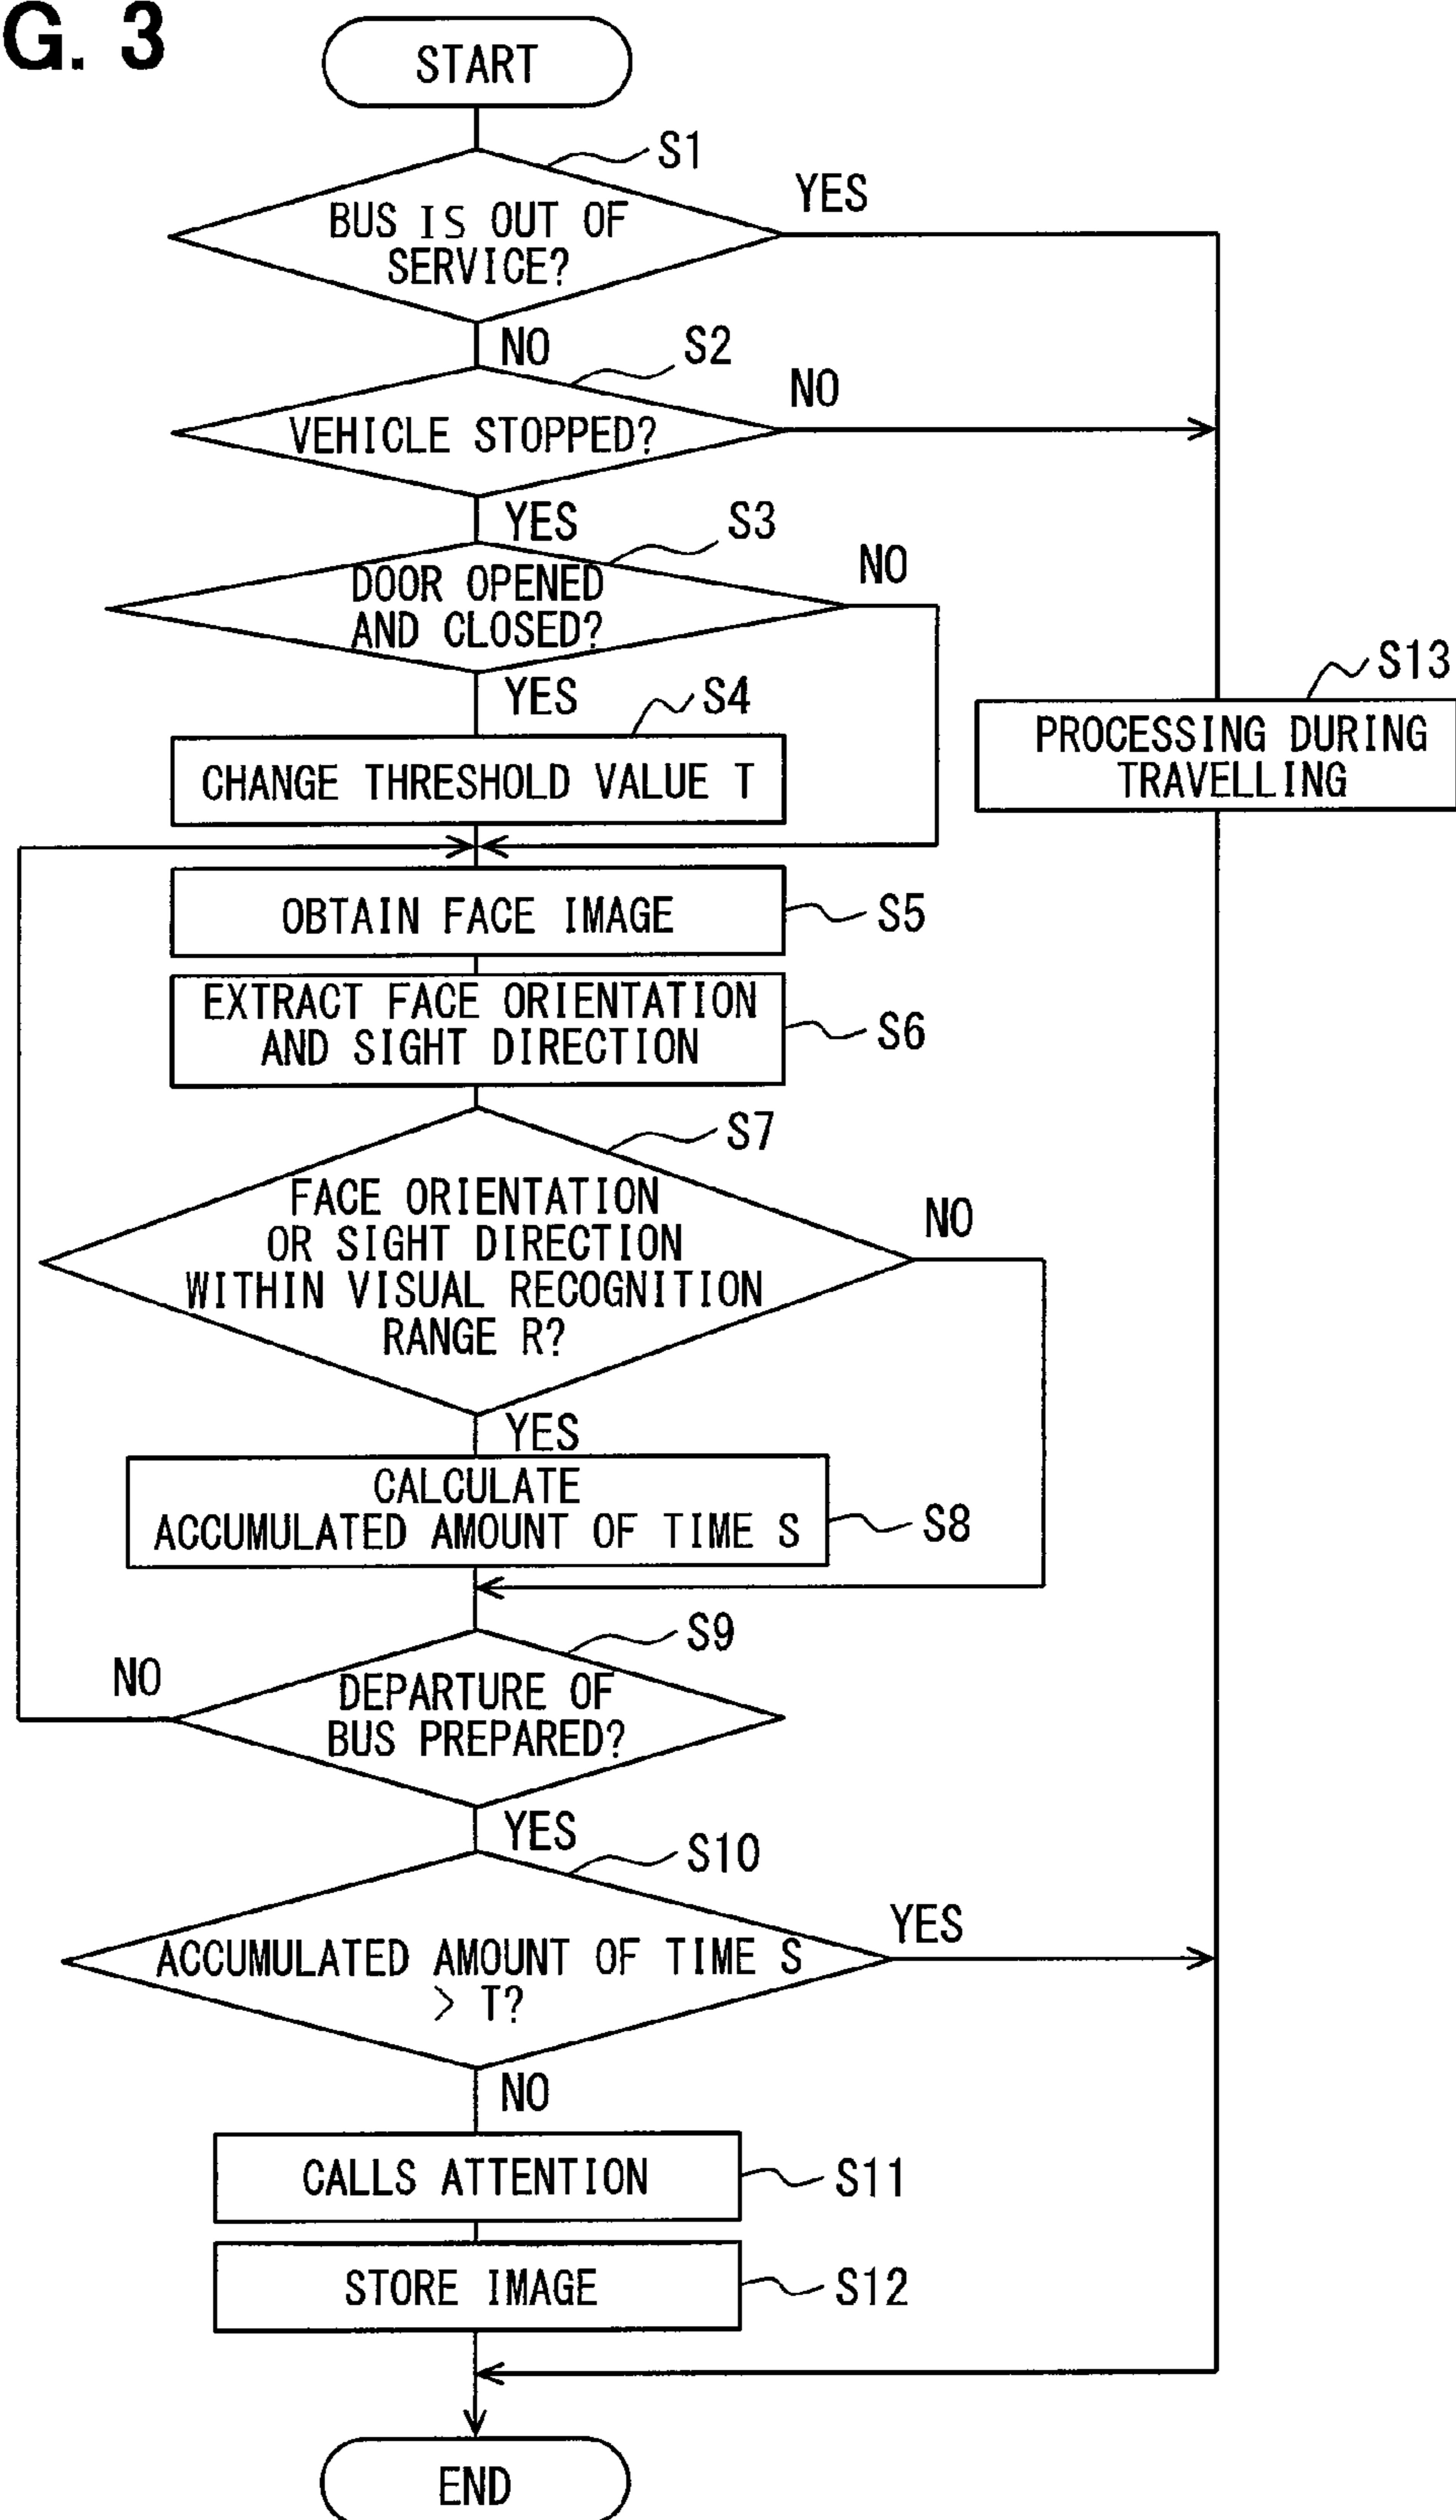 G. 3
START
S1
YES
BUS IS OUT OF
SERVICE?
NO
S2
NO
VEHICLE STOPPED?
YES
S3
NO
DOOR OPENED
AND CLOSED?
YES
S4
S13
PROCESSING DURING
TRAVELLING
CHANGE THRESHOLD VALUE T
OBTAIN FACE IMAGE
S5
EXTRACT FACE ORIENTATION
AND SIGHT DIRECTION
S6
S7
FACE ORIENTATION
OR SIGHT DIRECTION
WITHIN VISUAL RECOGNITION
RANGE R?
NO
YES
CALCULATE
ACCUMULATED AMOUNT OF TIME S
S8
S9
NO
DEPARTURE OF
BUS PREPARED?
YES
S10
YES
ACCUMULATED AMOUNT OF TIME S
> T?
NO
CALLS ATTENTION
S11
STORE IMAGE
S12
END